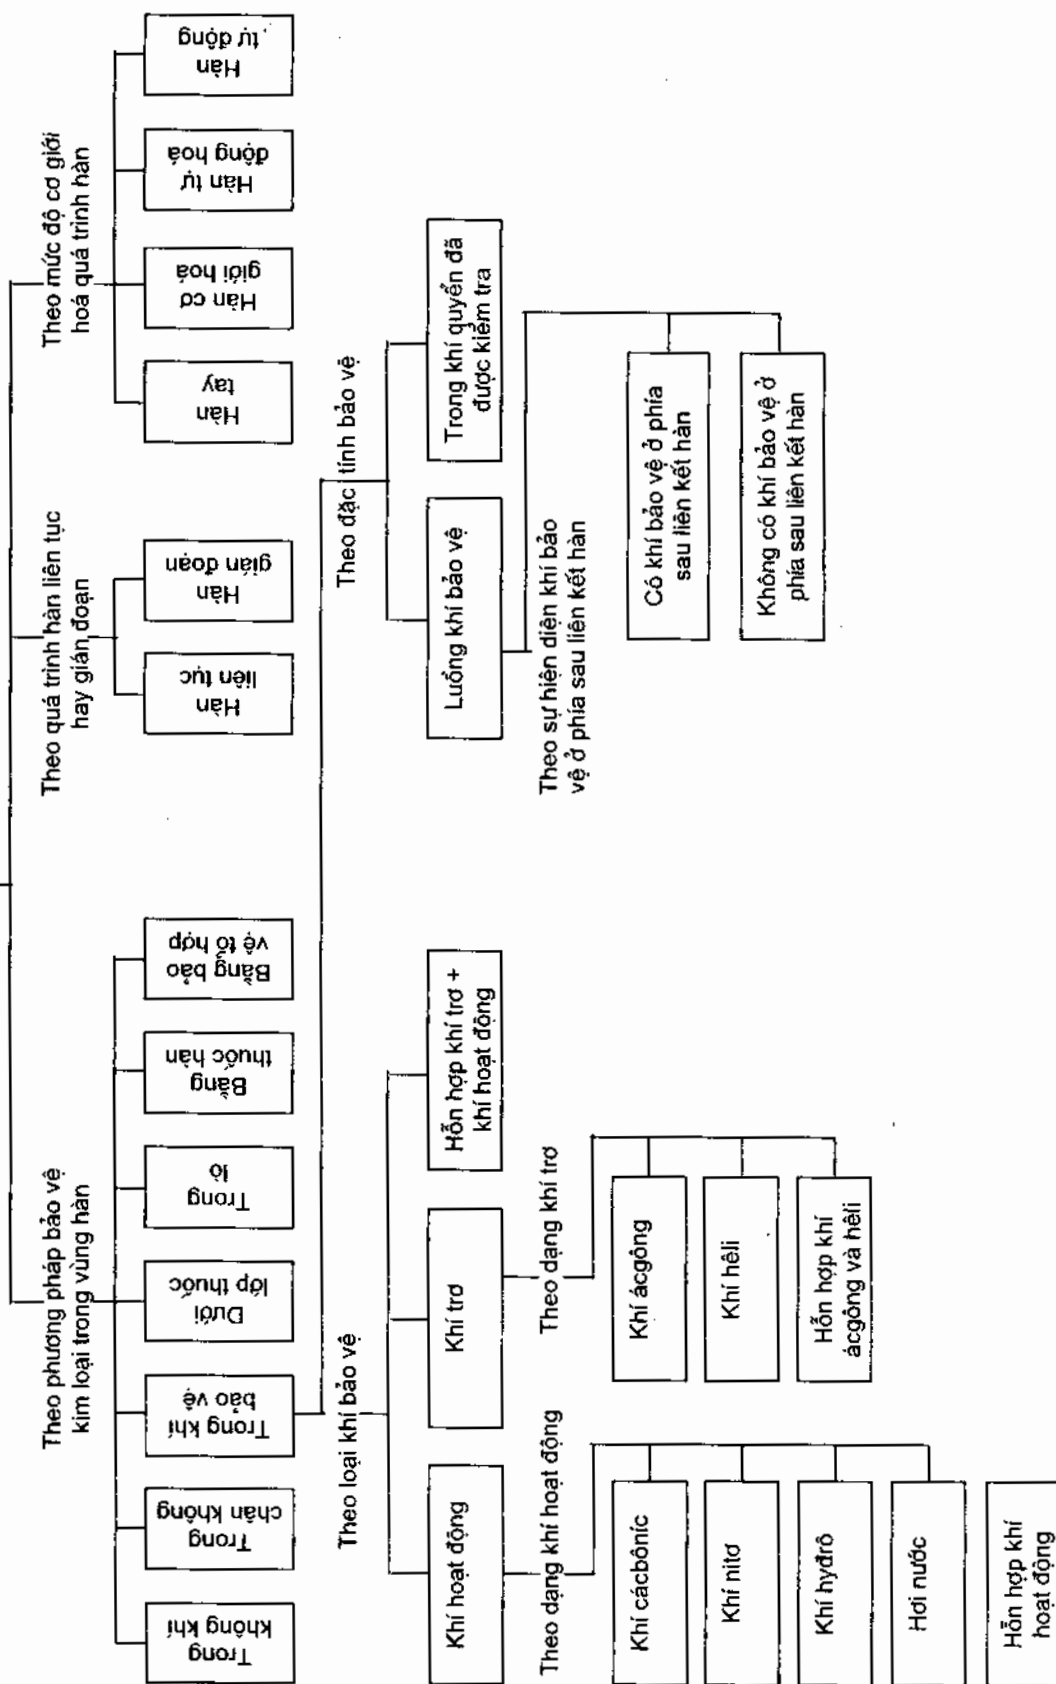 Theo phương pháp bảo vệ
kim loại trong vùng hàn
Theo quá trình hàn liên tục
hay gián đoạn
Theo mức độ cơ giới
hoá quá trình hàn
Trong
không khí
Trong
chân không
Trong khí
bảo vệ
Dưới
lớp thuốc
Trong
lò
Bằng
thuốc hàn
Bằng bảo
vệ tổ hợp
Hàn
liên tục
Hàn
gián đoạn
Hàn
tay
Hàn cơ
giới hoá
Hàn tự
động hoá
Hàn
tự động
Theo loại khí bảo vệ
Theo đặc tính bảo vệ
Khí hoạt động
Khí trơ
Hỗn hợp khí trơ +
khí hoạt động
Luồng khí bảo vệ
Trong khí quyển đã
được kiểm tra
Theo dạng khí hoạt động
Theo dạng khí trơ
Theo sự hiện diện khí bảo
vệ ở phía sau liên kết hàn
Khí cácbôníc
Khí nitơ
Khí hyđrô
Hơi nước
Hỗn hợp khí
hoạt động
Khí ácgông
Khí hêli
Hỗn hợp khí
ácgông và hêli
Có khí bảo vệ ở phía
sau liên kết hàn
Không có khí bảo vệ ở
phía sau liên kết hàn